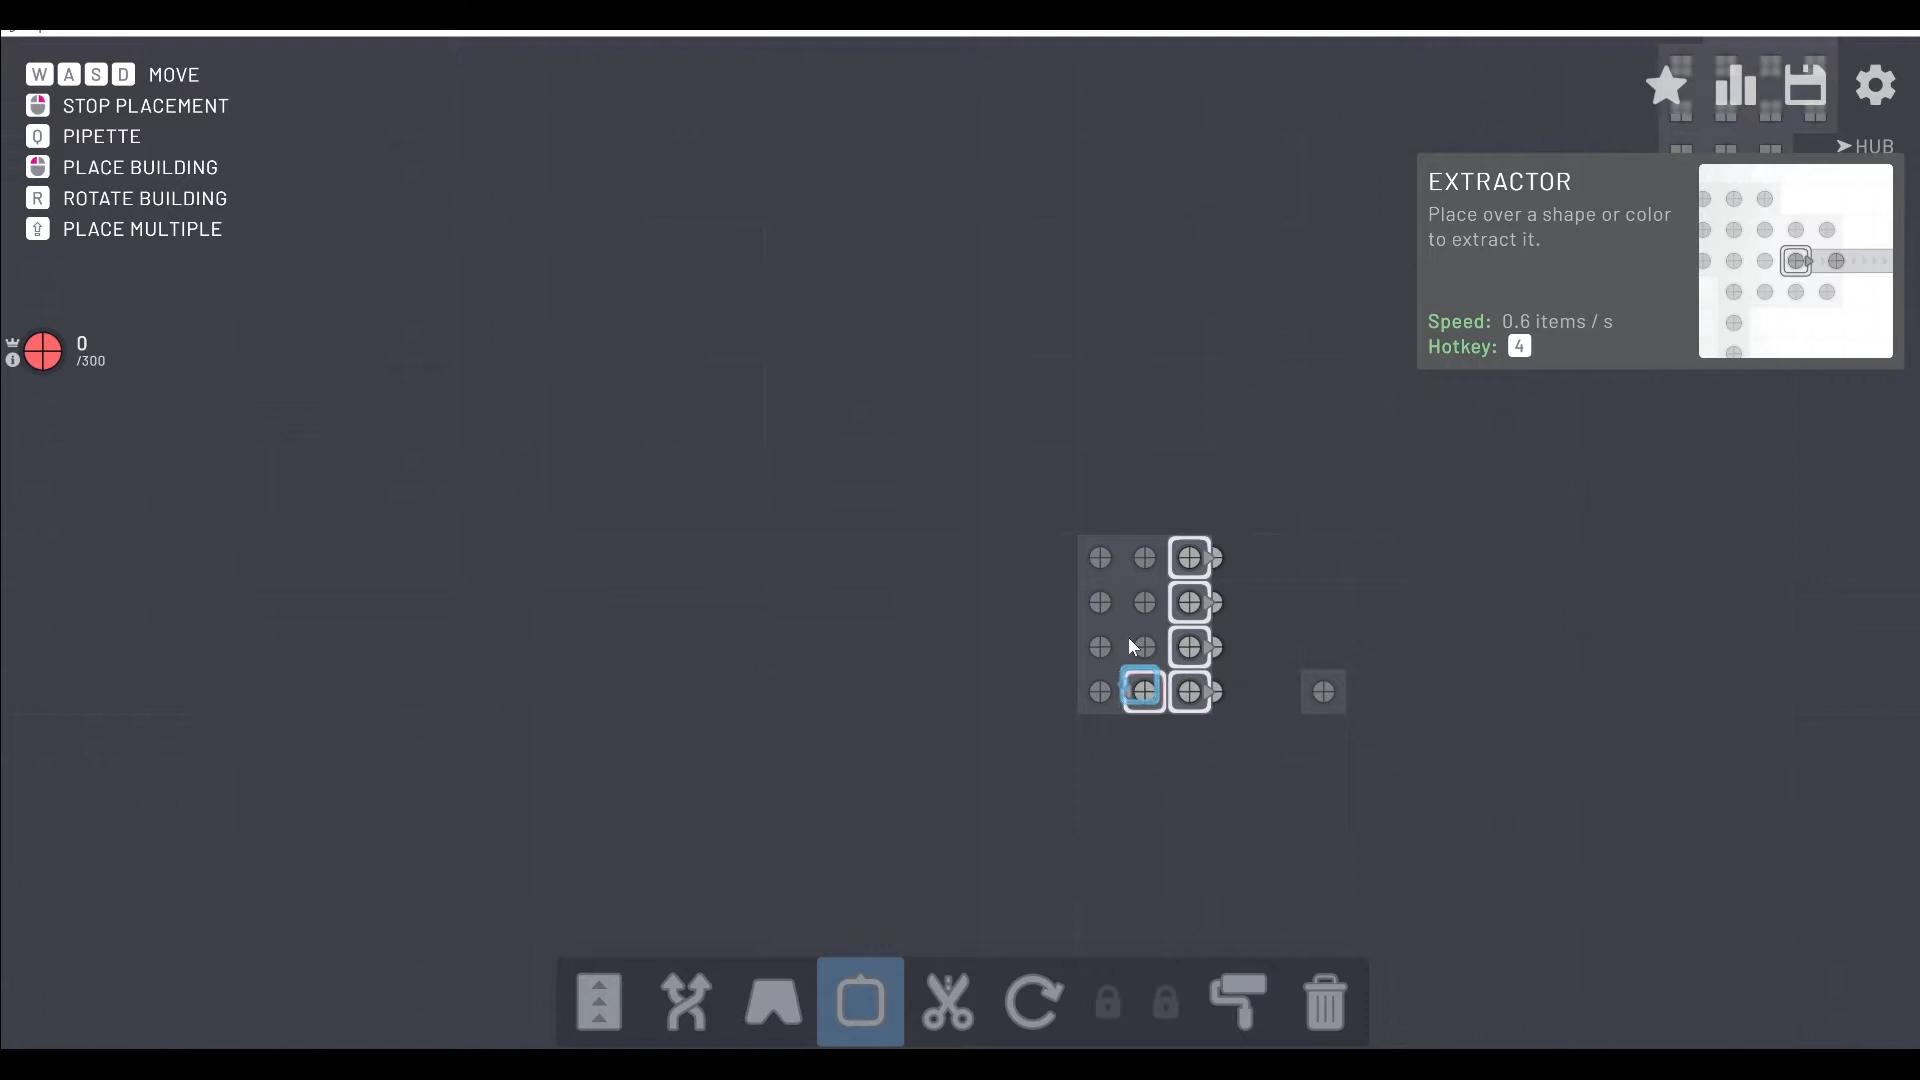 W A S D MOVE
STOP PLACEMENT
Q PIPETTE
PLACE BUILDING
R ROTATE BUILDING
⇧ PLACE MULTIPLE
0
/300
HUB
EXTRACTOR
Place over a shape or color
to extract it.
Speed: 0.6 items / s
Hotkey: 4